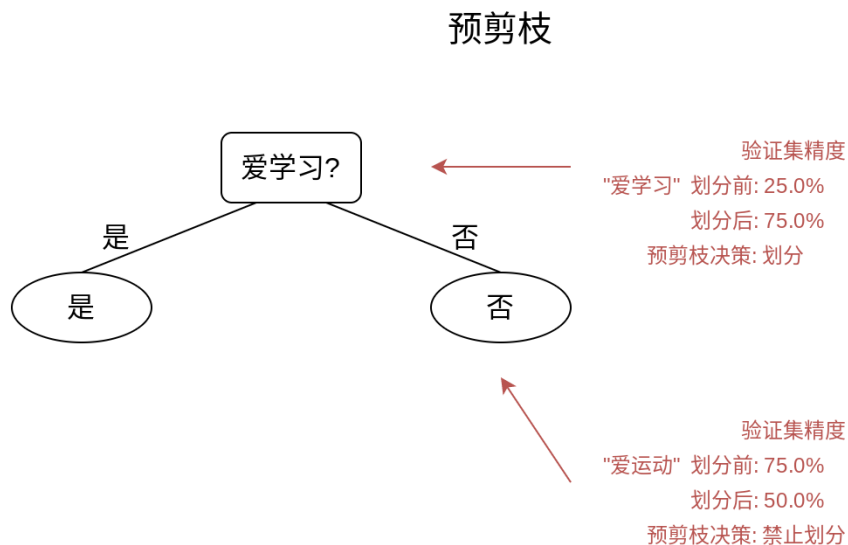 预剪枝
爱学习?
是
否
是
否
验证集精度
"爱学习" 划分前: 25.0%
划分后: 75.0%
预剪枝决策: 划分
验证集精度
"爱运动" 划分前: 75.0%
划分后: 50.0%
预剪枝决策: 禁止划分